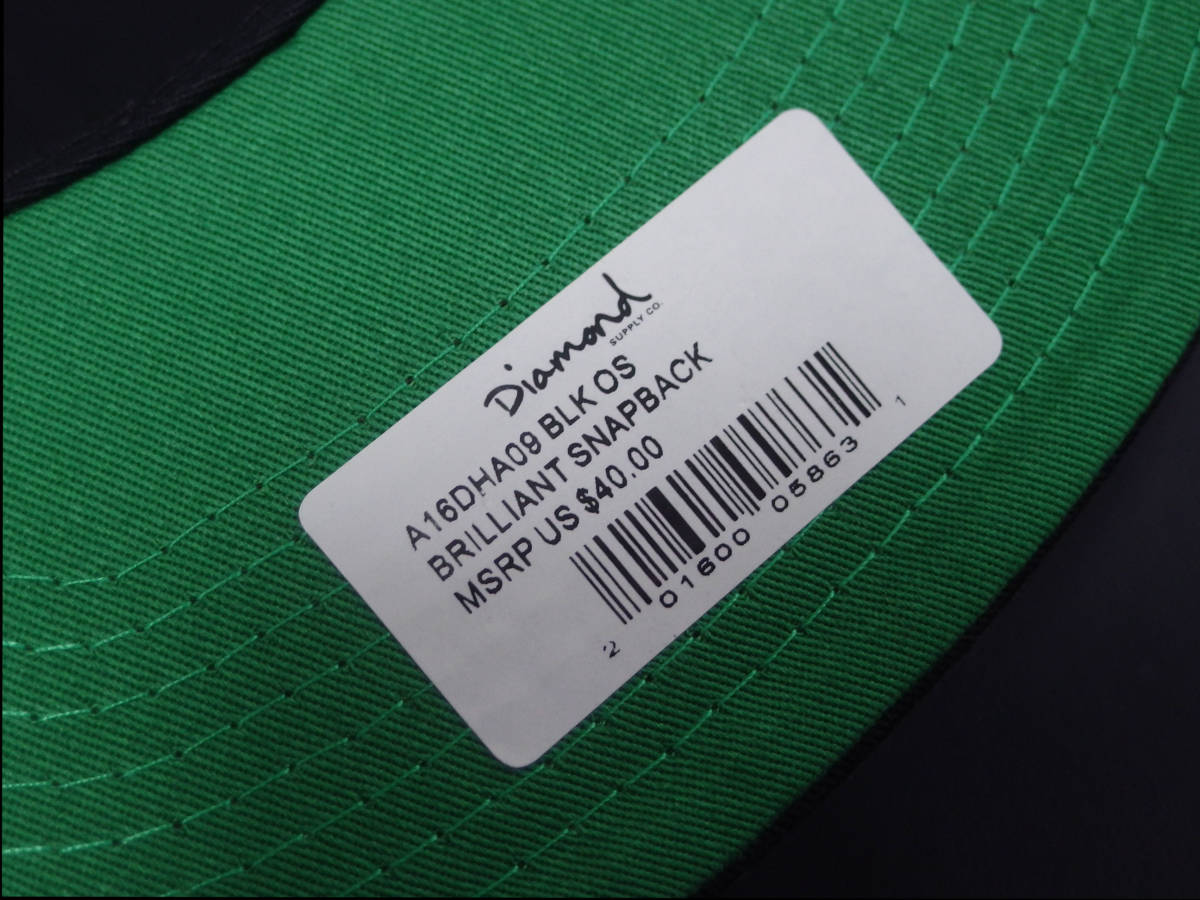 Diamond
SUPPLY CO.
A16DHA09 BLK OS
BRILLIANT SNAPBACK
MSRP US $40.00
2 01600 05863 1